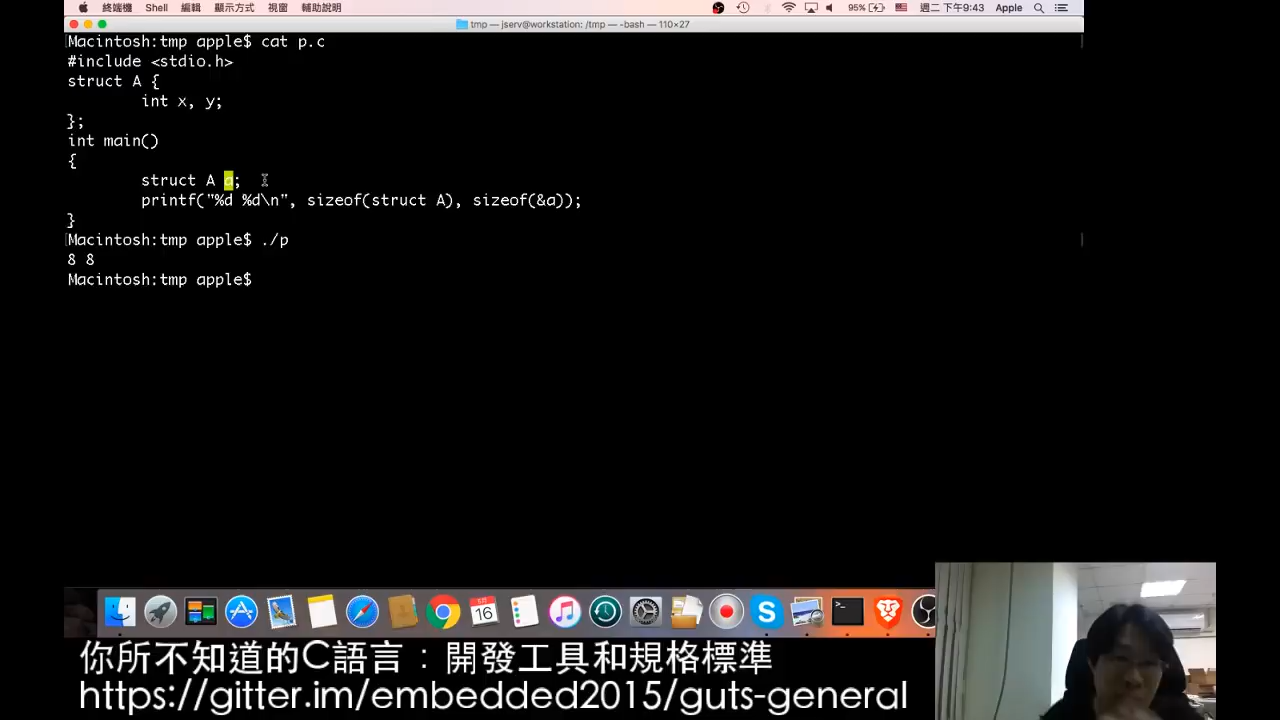 終端機 Shell 編輯 顯示方式 視窗 輔助說明 95% 週二 下午9:43 Apple
tmp — jserv@workstation: /tmp — -bash — 110×27
Macintosh:tmp apple$ cat p.c
#include <stdio.h>
struct A {
int x, y;
};
int main()
{
struct A a;
printf("%d %d\n", sizeof(struct A), sizeof(&a));
}
Macintosh:tmp apple$ ./p
8 8
Macintosh:tmp apple$
16
你所不知道的C語言：開發工具和規格標準
https://gitter.im/embedded2015/guts-general